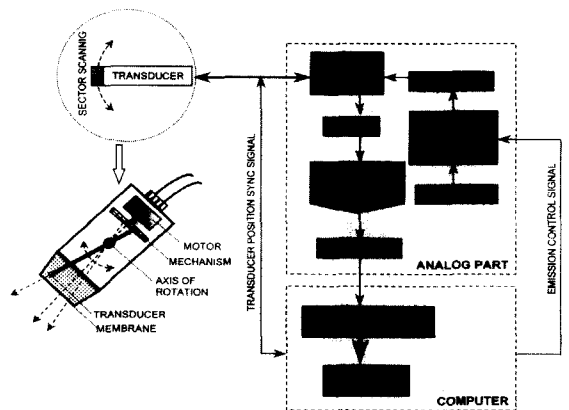 SECTOR SCANNIG
TRANSDUCER
MOTOR
MECHANISM
AXIS OF
ROTATION
TRANSDUCER
MEMBRANE
TRANSDUCER POSITION SYNC SIGNAL
ANALOG PART
EMISSION CONTROL SIGNAL
COMPUTER